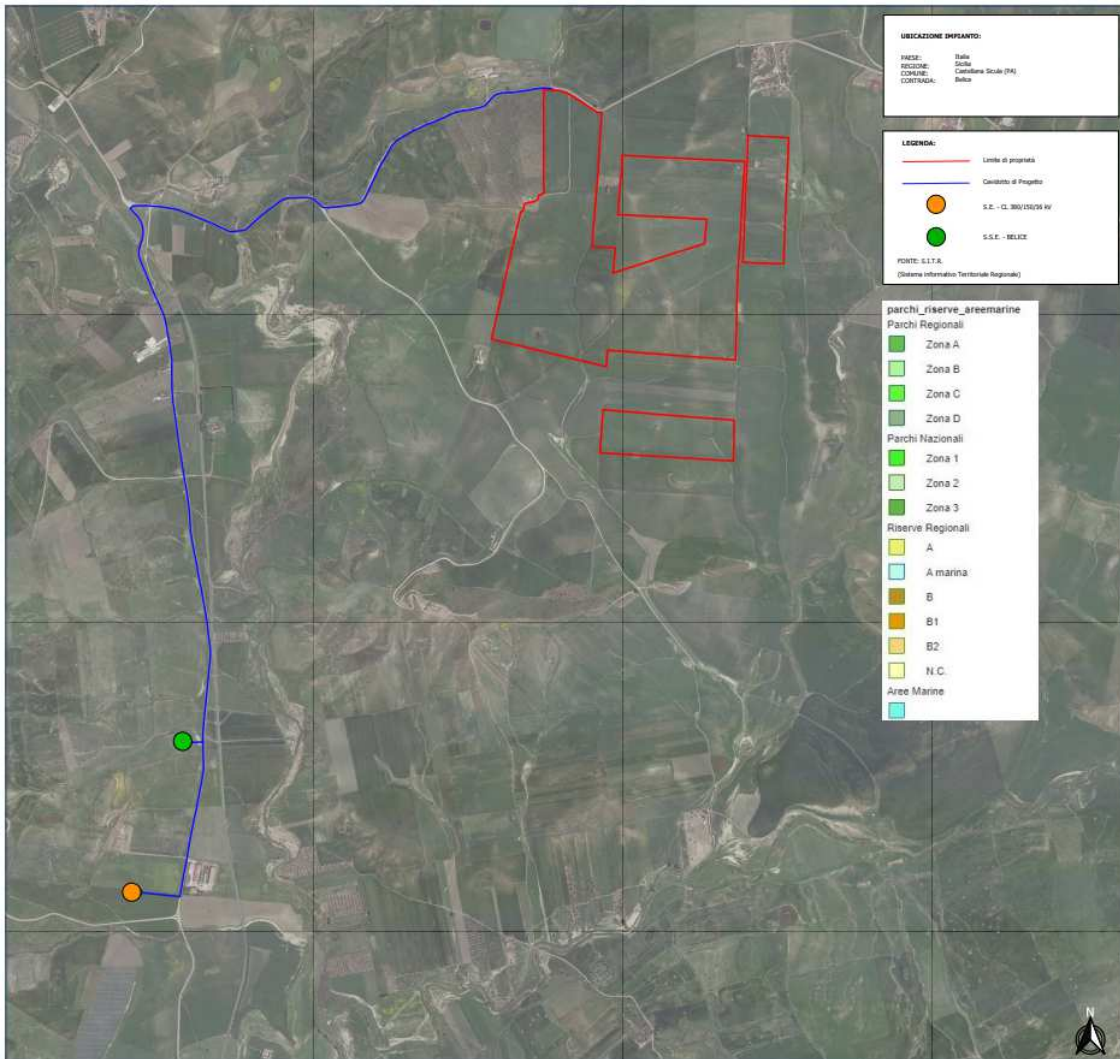 UBICAZIONE IMPIANTO:
PAESE: Italia
REGIONE: Sicilia
COMUNE: Castellana Sicula (PA)
CONTRADA: Belice
LEGENDA:
Limite di proprietà
Cavidotto di Progetto
S.E. - CL 380/150/36 kV
S.S.E. - BELICE
FONTE: S.I.T.R.
(Sistema Informativo Territoriale Regionale)
parchi_riserve_areemarine
Parchi Regionali
Zona A
Zona B
Zona C
Zona D
Parchi Nazionali
Zona 1
Zona 2
Zona 3
Riserve Regionali
A
A marina
B
B1
B2
N.C.
Aree Marine
N